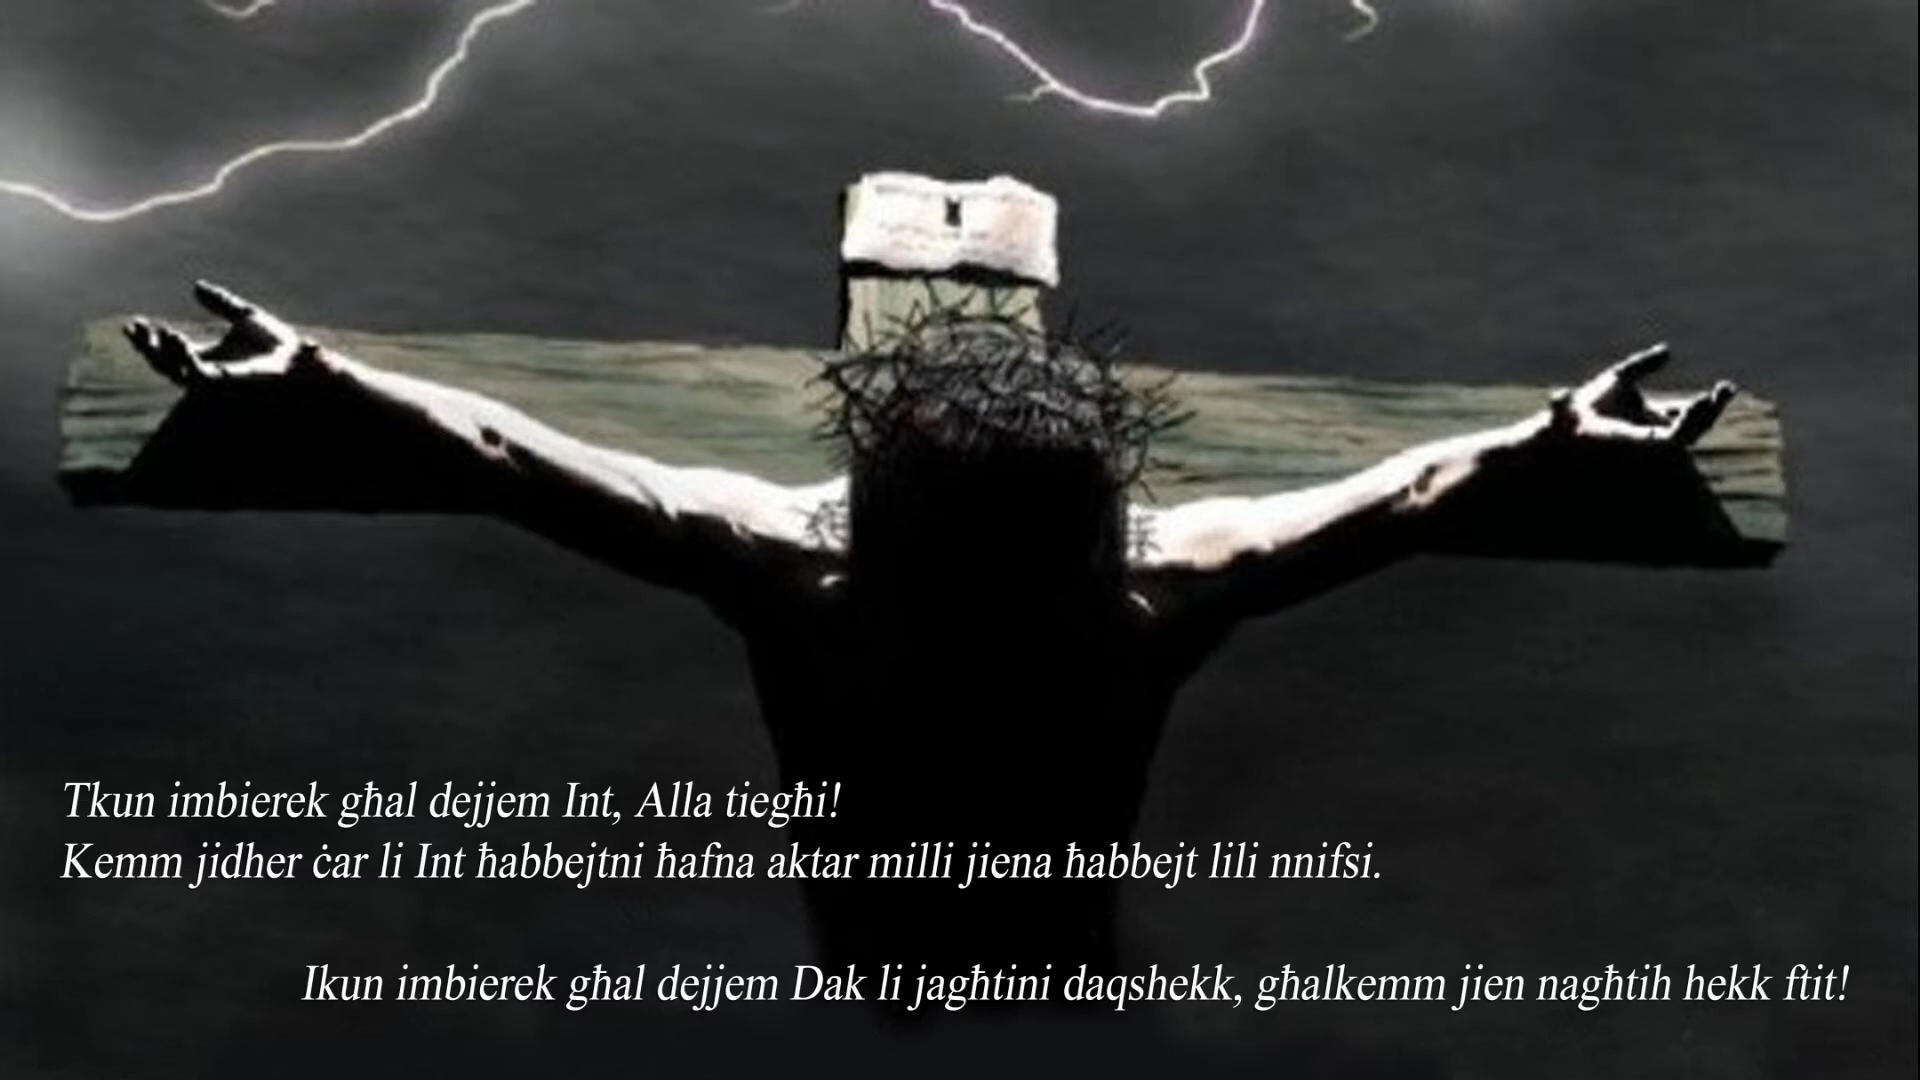 Tkun imbierek għal dejjem Int, Alla tiegħi!
Kemm jidher ċar li Int ħabbejtni ħafna aktar milli jiena ħabbejt lili nnifsi.
Ikun imbierek għal dejjem Dak li jagħtini daqshekk, għalkemm jien nagħtih hekk ftit!